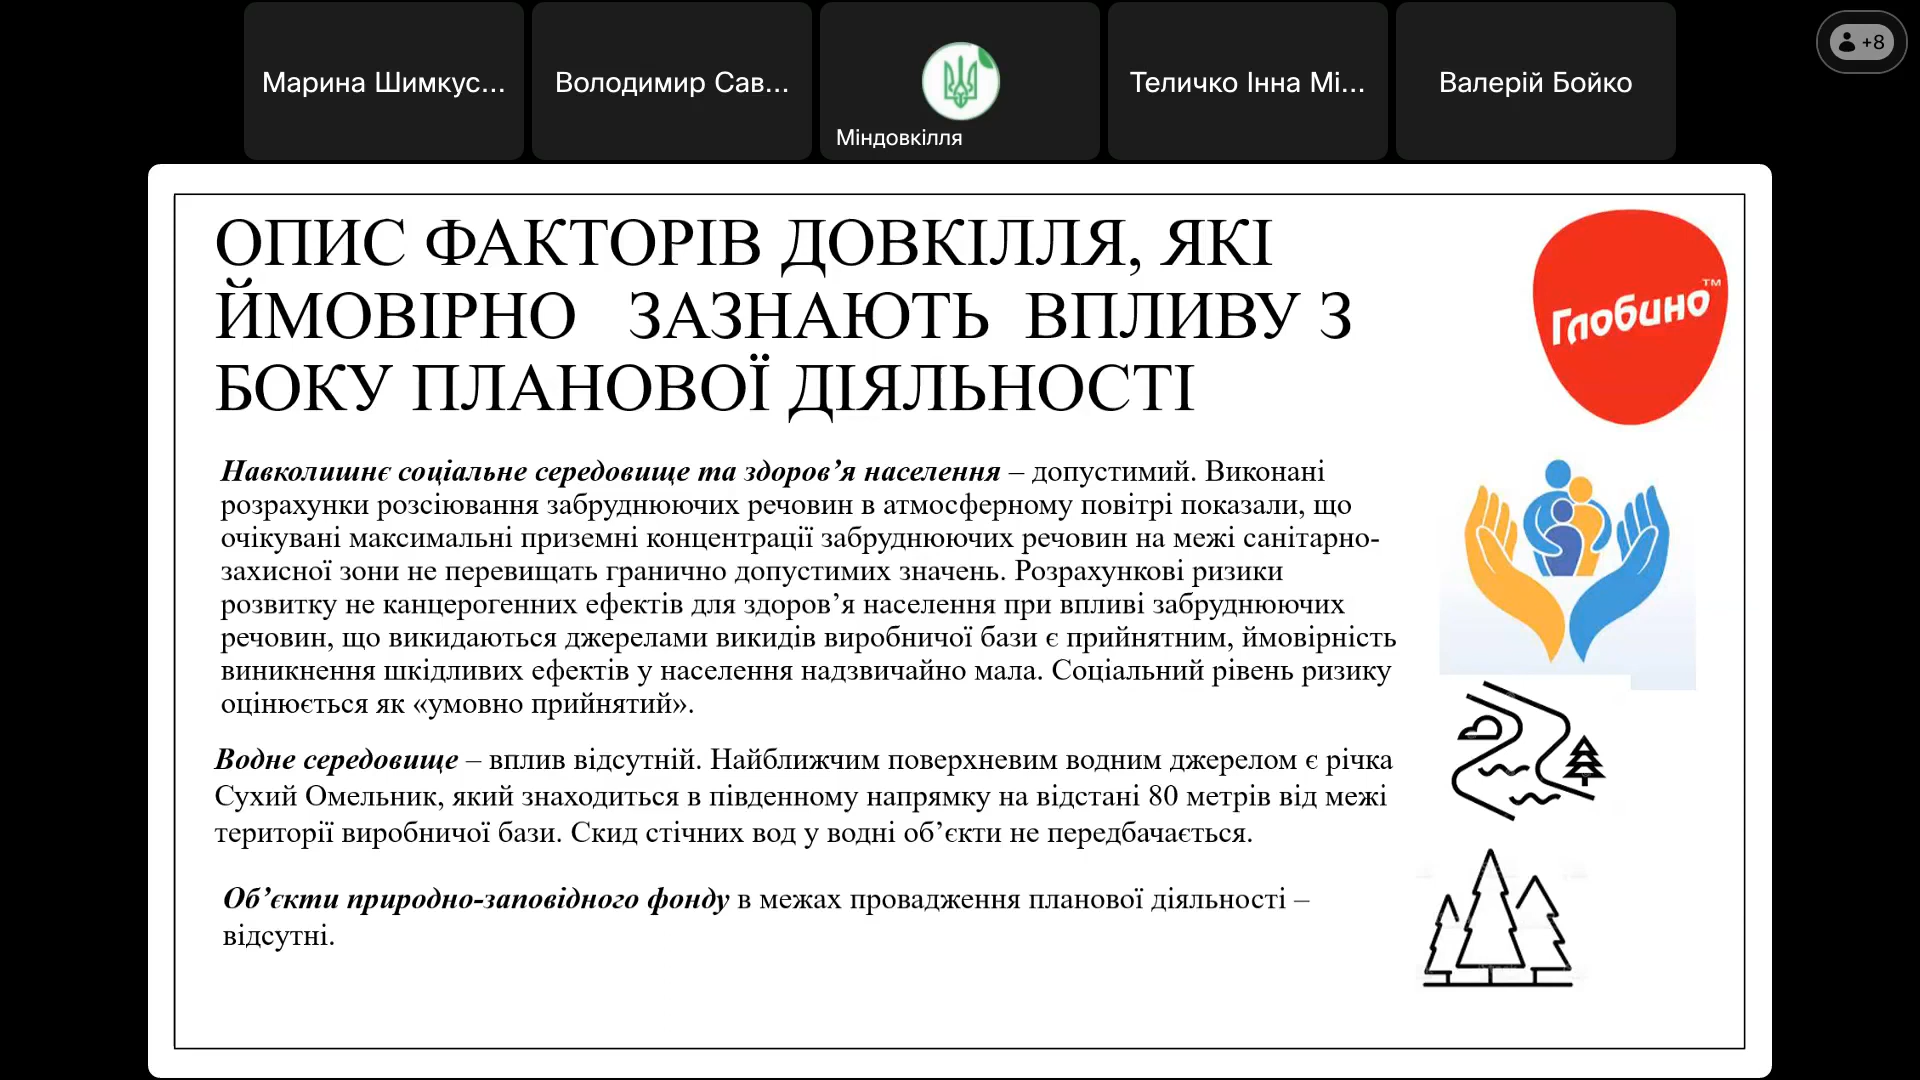 Марина Шимкус...
Володимир Сав...
Міндовкілля
Теличко Інна Мі...
Валерій Бойко
+8
ОПИС ФАКТОРІВ ДОВКІЛЛЯ, ЯКІ
ЙМОВІРНО ЗАЗНАЮТЬ ВПЛИВУ З
БОКУ ПЛАНОВОЇ ДІЯЛЬНОСТІ
Глобино™
Навколишнє соціальне середовище та здоров’я населення – допустимий. Виконані
розрахунки розсіювання забруднюючих речовин в атмосферному повітрі показали, що
очікувані максимальні приземні концентрації забруднюючих речовин на межі санітарно-
захисної зони не перевищать гранично допустимих значень. Розрахункові ризики
розвитку не канцерогенних ефектів для здоров’я населення при впливі забруднюючих
речовин, що викидаються джерелами викидів виробничої бази є прийнятним, ймовірність
виникнення шкідливих ефектів у населення надзвичайно мала. Соціальний рівень ризику
оцінюється як «умовно прийнятий».
Водне середовище – вплив відсутній. Найближчим поверхневим водним джерелом є річка
Сухий Омельник, який знаходиться в південному напрямку на відстані 80 метрів від межі
території виробничої бази. Скид стічних вод у водні об’єкти не передбачається.
Об’єкти природно-заповідного фонду в межах провадження планової діяльності –
відсутні.